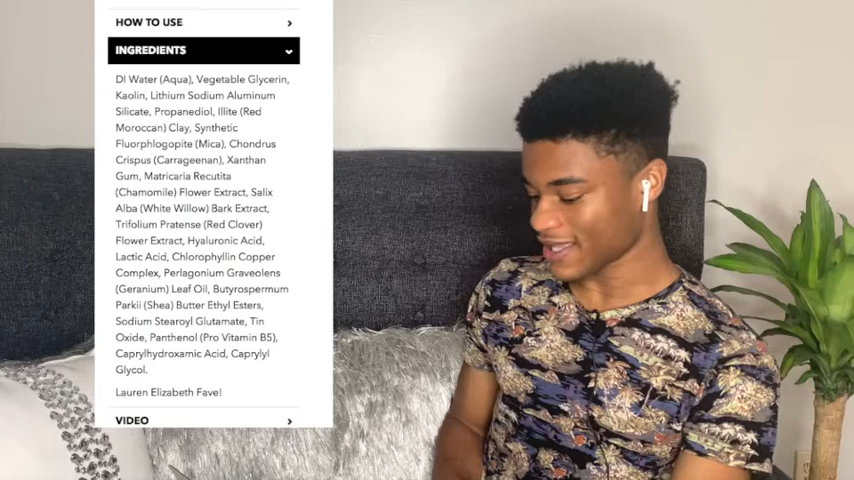 HOW TO USE
INGREDIENTS
DI Water (Aqua), Vegetable Glycerin,
Kaolin, Lithium Sodium Aluminum
Silicate, Propanediol, Illite (Red
Moroccan) Clay, Synthetic
Fluorphlogopite (Mica), Chondrus
Crispus (Carrageenan), Xanthan
Gum, Matricaria Recutita
(Chamomile) Flower Extract, Salix
Alba (White Willow) Bark Extract,
Trifolium Pratense (Red Clover)
Flower Extract, Hyaluronic Acid,
Lactic Acid, Chlorophyllin Copper
Complex, Perlagonium Graveolens
(Geranium) Leaf Oil, Butyrospermum
Parkii (Shea) Butter Ethyl Esters,
Sodium Stearoyl Glutamate, Tin
Oxide, Panthenol (Pro Vitamin B5),
Caprylhydroxamic Acid, Caprylyl
Glycol.
Lauren Elizabeth Fave!
VIDEO